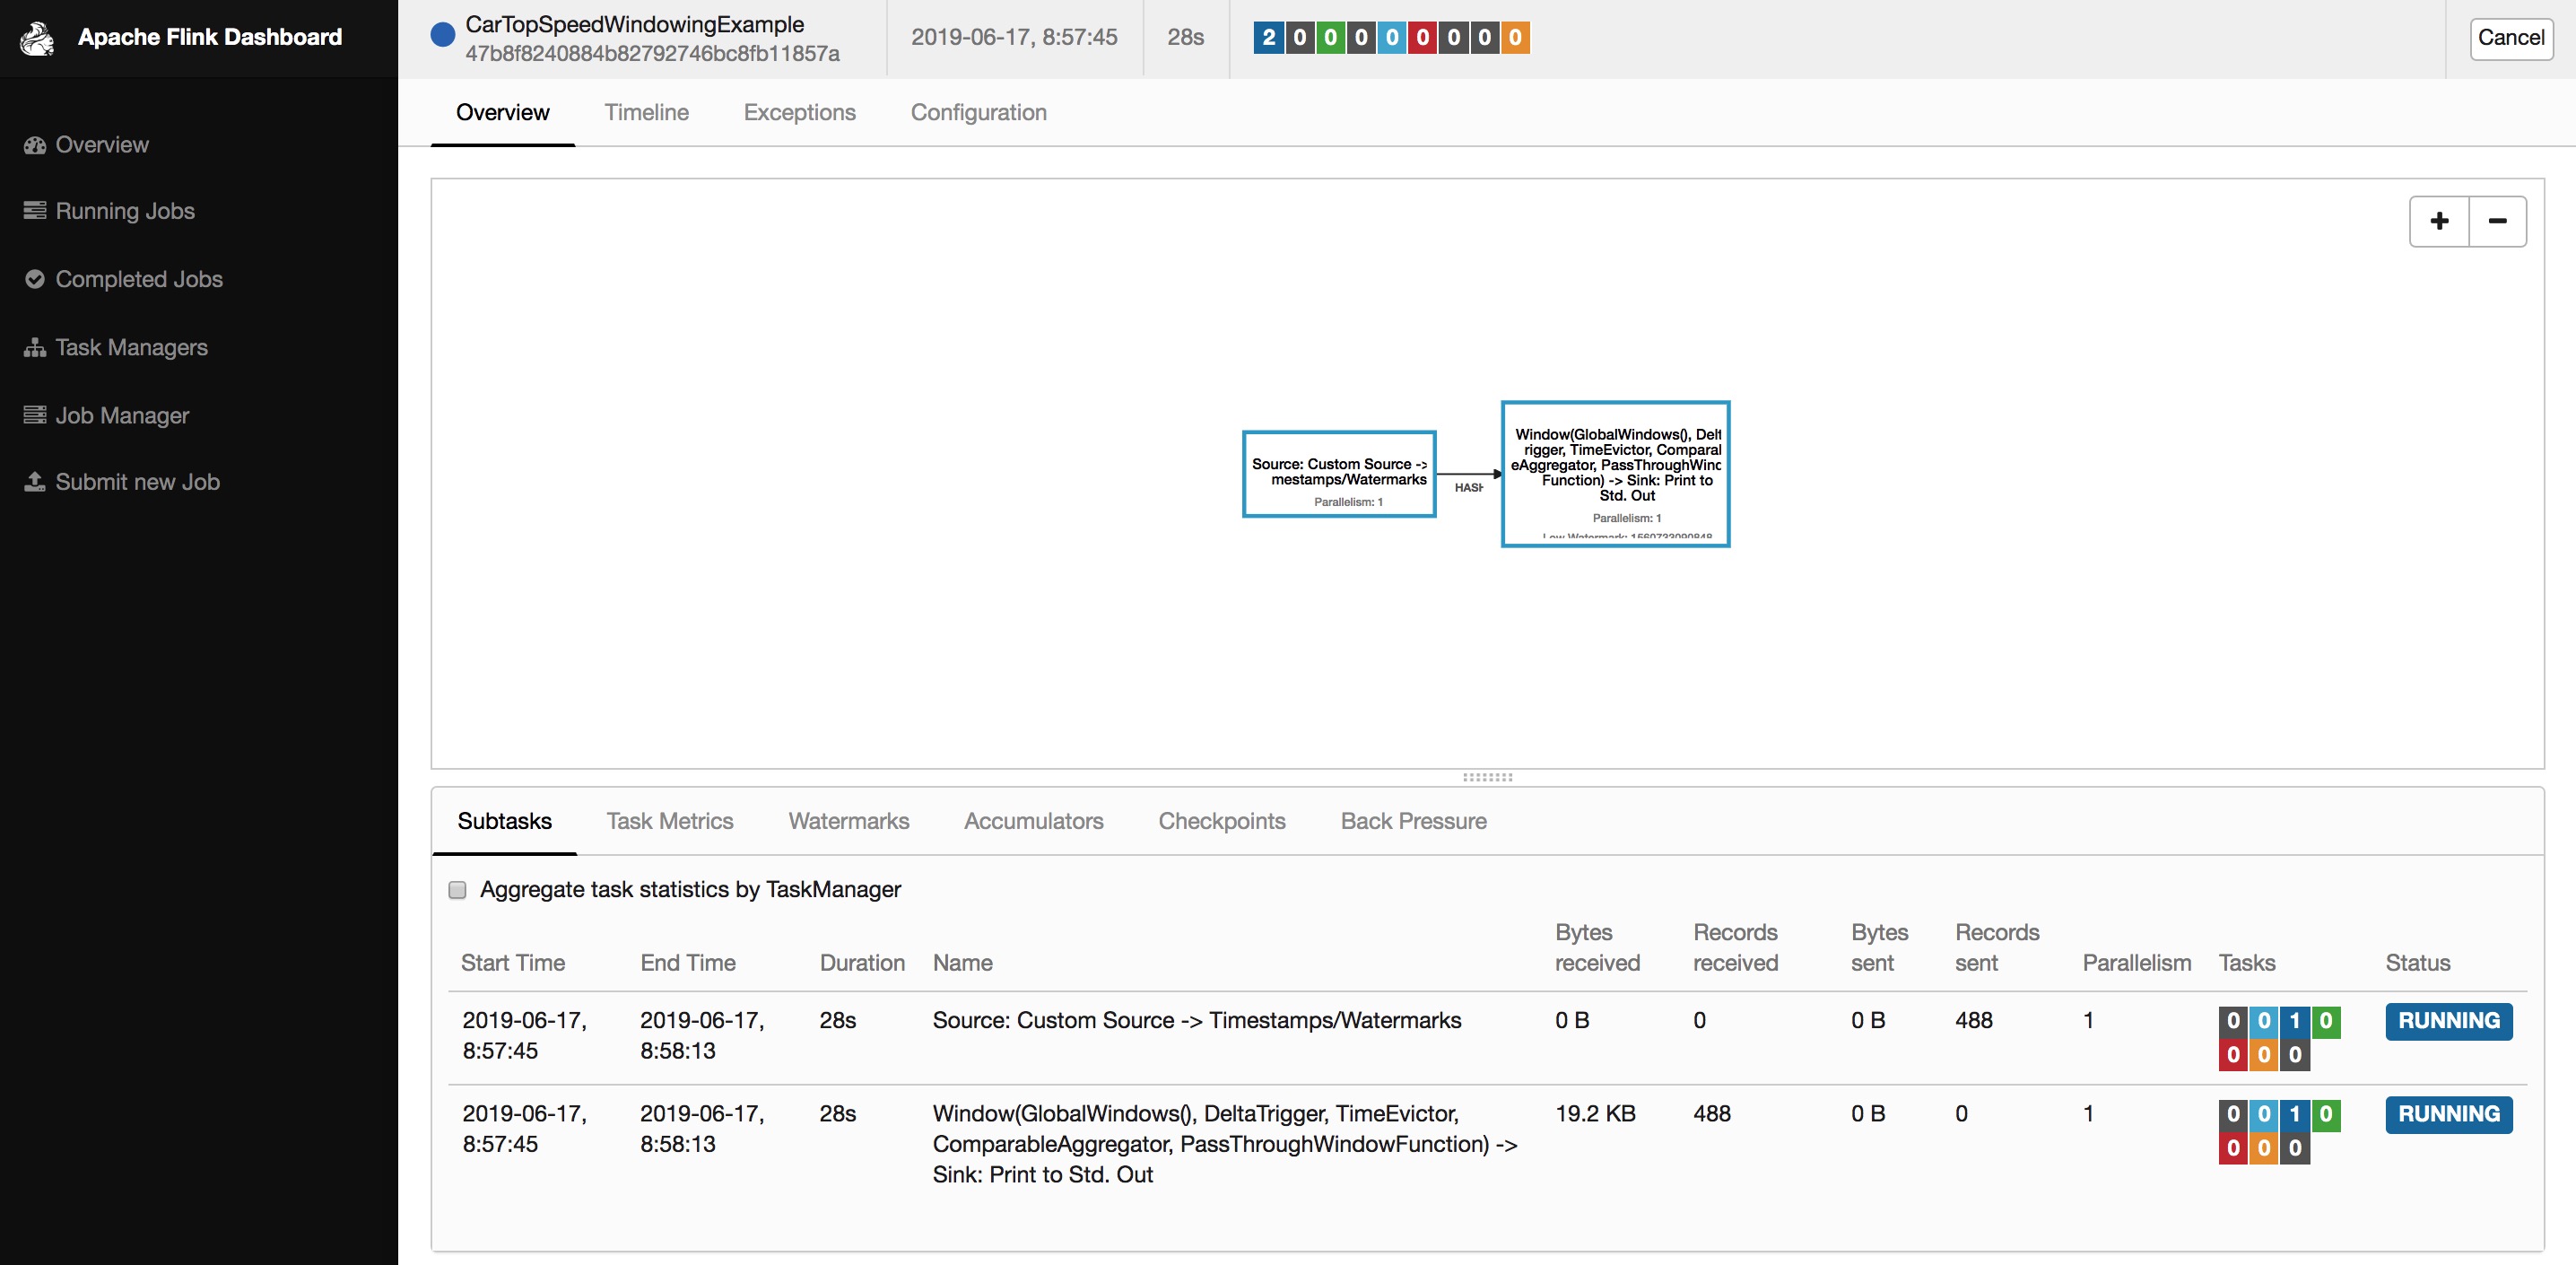 Apache Flink Dashboard
Overview
Running Jobs
Completed Jobs
Task Managers
Job Manager
Submit new Job
CarTopSpeedWindowingExample
47b8f8240884b82792746bc8fb11857a
2019-06-17, 8:57:45
28s
2 0 0 0 0 0 0 0 0
Cancel
Overview Timeline Exceptions Configuration
+ −
Source: Custom Source ->
mestamps/Watermarks
Parallelism: 1
HASH
Window(GlobalWindows(), Delt
rigger, TimeEvictor, Comparal
eAggregator, PassThroughWinc
Function) -> Sink: Print to
Std. Out
Parallelism: 1
Low Watermark: 1560733090848
Subtasks Task Metrics Watermarks Accumulators Checkpoints Back Pressure
Aggregate task statistics by TaskManager
Start Time End Time Duration Name Bytes received Records received Bytes sent Records sent Parallelism Tasks Status
2019-06-17, 2019-06-17, 28s Source: Custom Source -> Timestamps/Watermarks 0 B 0 0 B 488 1 0 0 1 0 RUNNING
8:57:45 8:58:13 0 0 0
2019-06-17, 2019-06-17, 28s Window(GlobalWindows(), DeltaTrigger, TimeEvictor, 19.2 KB 488 0 B 0 1 0 0 1 0 RUNNING
8:57:45 8:58:13 ComparableAggregator, PassThroughWindowFunction) -> 0 0 0
Sink: Print to Std. Out